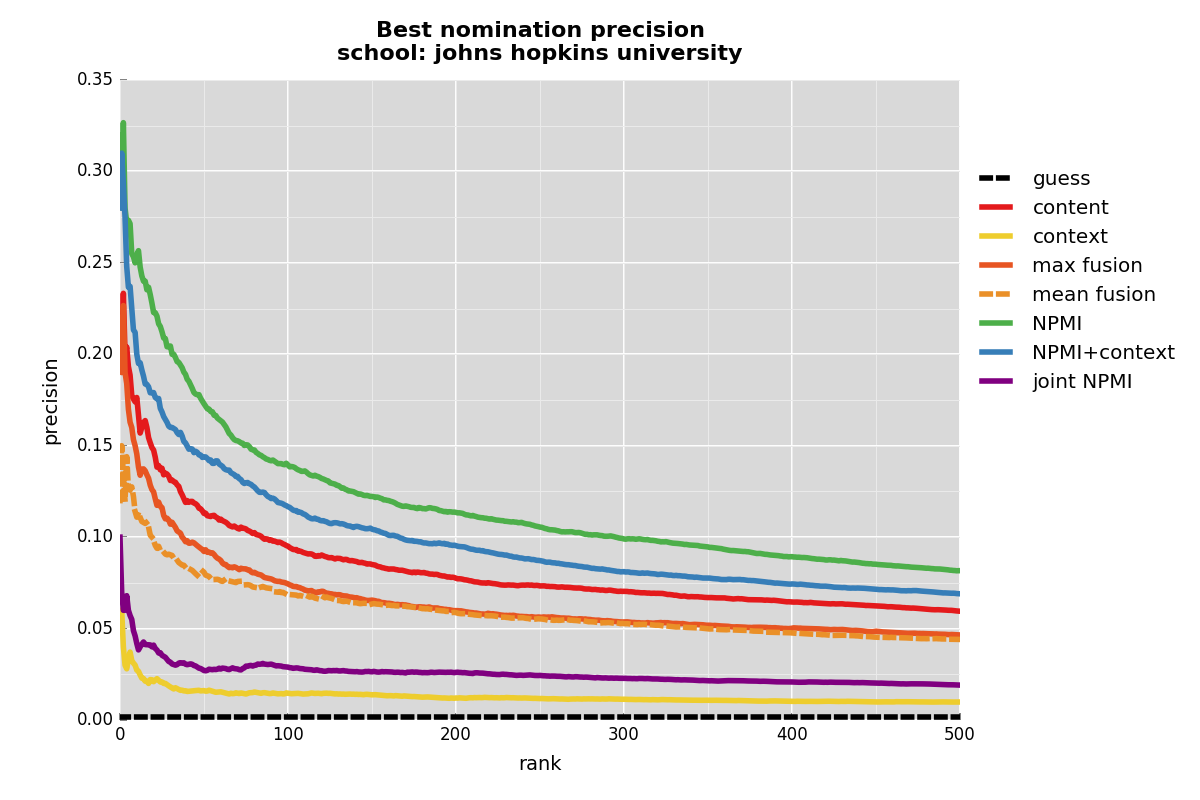 Best nomination precision
school: johns hopkins university
precision
0.35
0.30
0.25
0.20
0.15
0.10
0.05
0.00
0
100
200
300
400
500
rank
guess
content
context
max fusion
mean fusion
NPMI
NPMI+context
joint NPMI